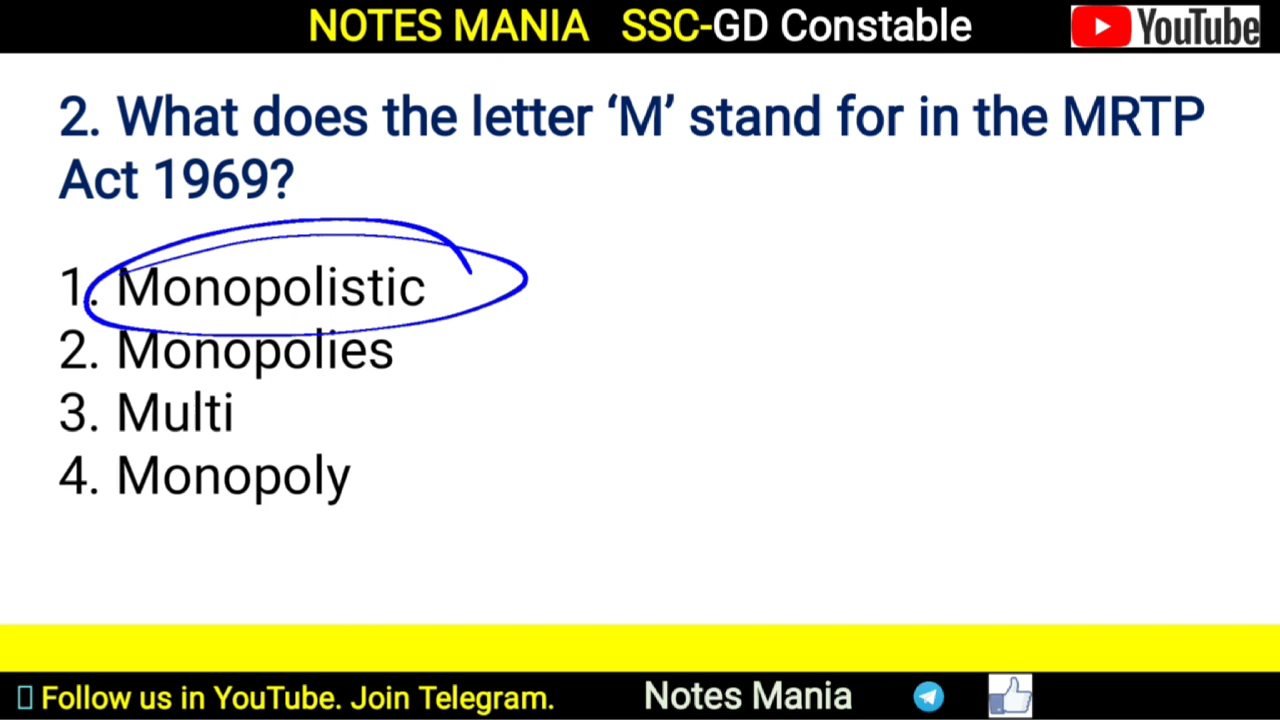 NOTES MANIA SSC-GD Constable YouTube
2. What does the letter ‘M’ stand for in the MRTP
Act 1969?
1. Monopolistic
2. Monopolies
3. Multi
4. Monopoly
Follow us in YouTube. Join Telegram. Notes Mania